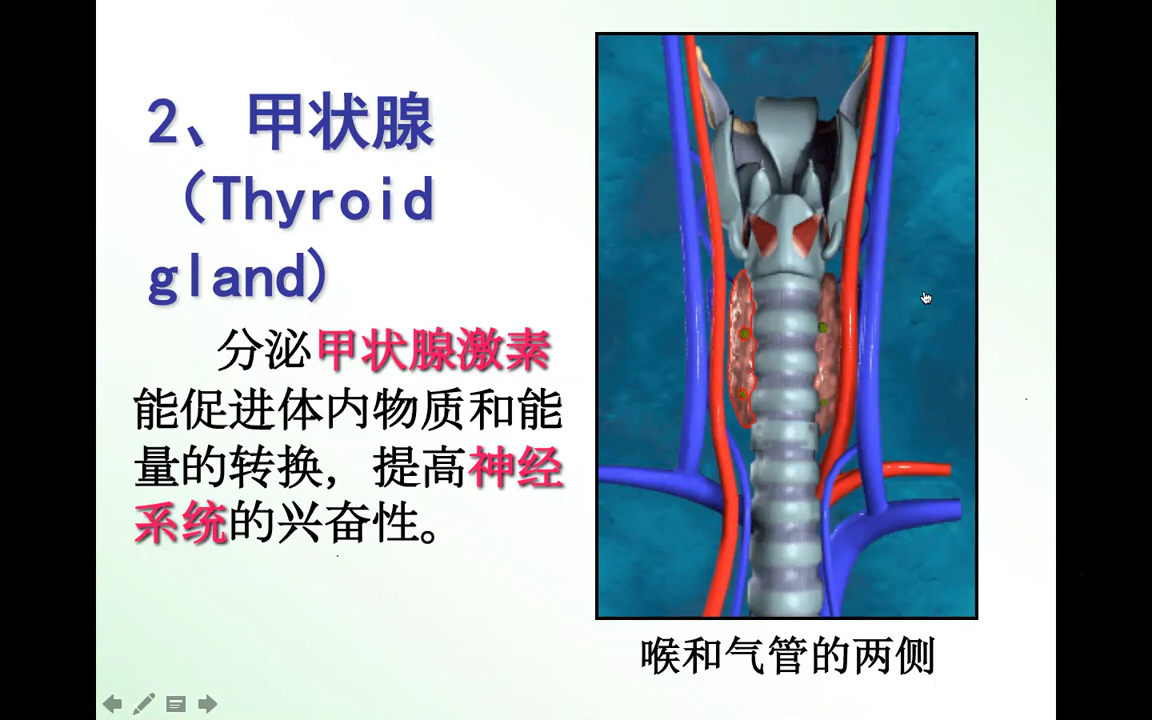 2、甲状腺
（Thyroid
gland)
分泌甲状腺激素
能促进体内物质和能
量的转换，提高神经
系统的兴奋性。
喉和气管的两侧